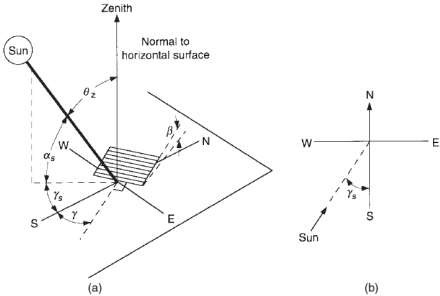 Zenith
Sun
Normal to
horizontal surface
θz
β
N
N
αs
W
W
E
γs
γs
S
γ
E
S
Sun
(a)
(b)